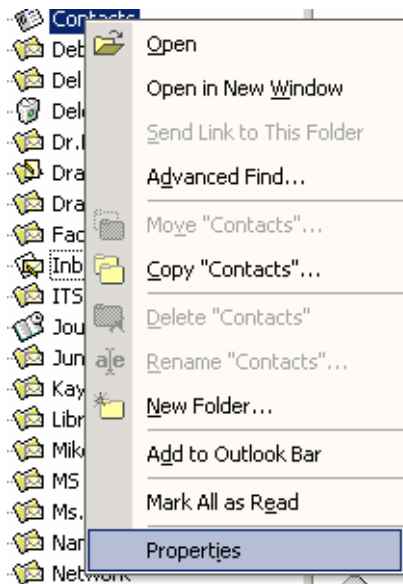 Contacts
Deb
Open
Del
Open in New Window
Dele
Send Link to This Folder
Dr.
Dra
Advanced Find...
Dra
Move "Contacts"...
Fac
Inb
Copy "Contacts"...
ITS
Jou
Delete "Contacts"
Jun
Rename "Contacts"...
Kay
New Folder...
Libr
Mik
Add to Outlook Bar
MS
Mark All as Read
Ms.
Nan
Properties
Network